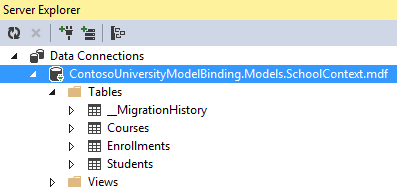 Server Explorer
Data Connections
ContosoUniversityModelBinding.Models.SchoolContext.mdf
Tables
__MigrationHistory
Courses
Enrollments
Students
Views